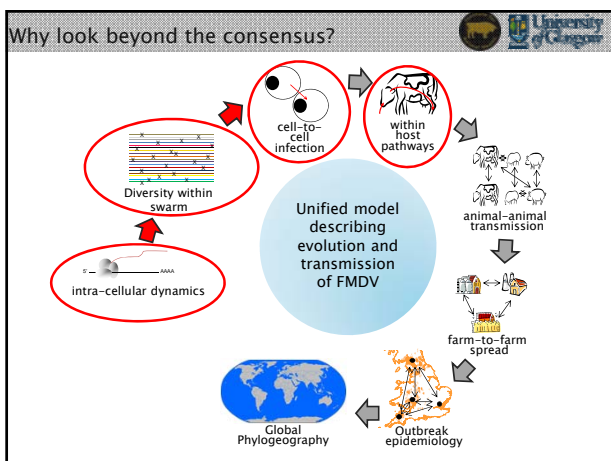 Why look beyond the consensus?
University
of Glasgow
cell-to-
cell
infection
within
host
pathways
X X X X X X X X X X X X X X
Diversity within
swarm
Unified model
describing
evolution and
transmission
of FMDV
animal-animal
transmission
5'
AAAA
intra-cellular dynamics
farm-to-farm
spread
Global
Phylogeography
Outbreak
epidemiology